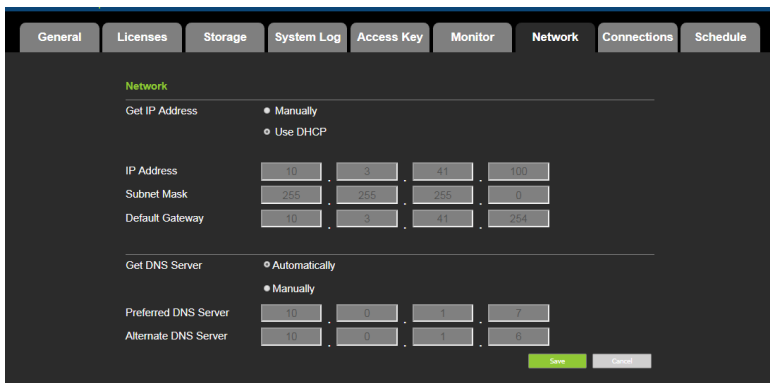 General Licenses Storage System Log Access Key Monitor Network Connections Schedule
Network
Get IP Address Manually
Use DHCP
IP Address 10 . 3 . 41 . 100
Subnet Mask 255 . 255 . 255 . 0
Default Gateway 10 . 3 . 41 . 254
Get DNS Server Automatically
Manually
Preferred DNS Server 10 . 0 . 1 . 7
Alternate DNS Server 10 . 0 . 1 . 6
Save Cancel